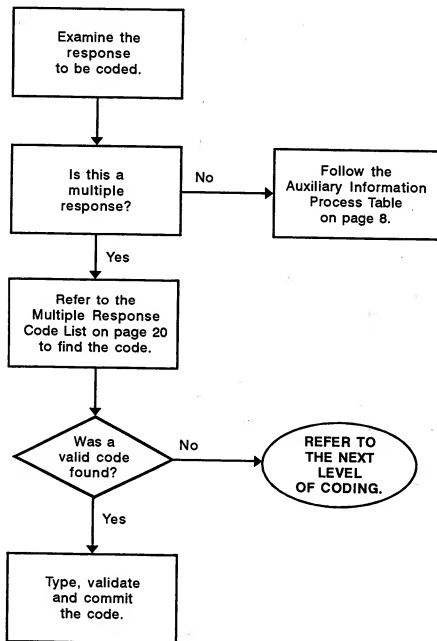 Examine the
response
to be coded.
Is this a
multiple
response?
No
Follow the
Auxiliary Information
Process Table
on page 8.
Yes
Refer to the
Multiple Response
Code List on page 20
to find the code.
Was a
valid code
found?
No
REFER TO
THE NEXT
LEVEL
OF CODING.
Yes
Type, validate
and commit
the code.